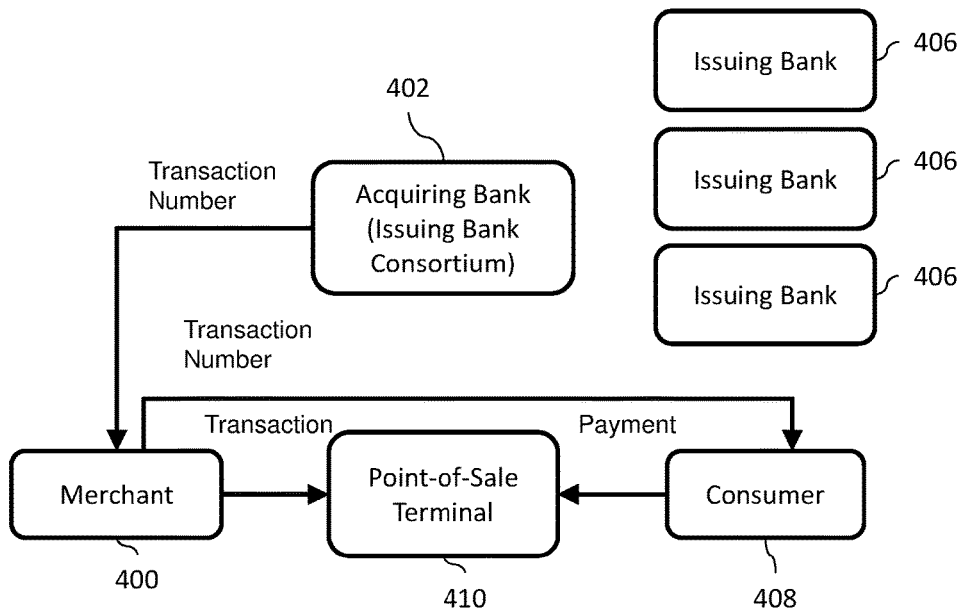 Issuing Bank
406
402
Issuing Bank
406
Transaction
Number
Acquiring Bank
(Issuing Bank
Consortium)
Issuing Bank
406
Transaction
Number
Transaction
Payment
Merchant
Point-of-Sale
Terminal
Consumer
400
410
408